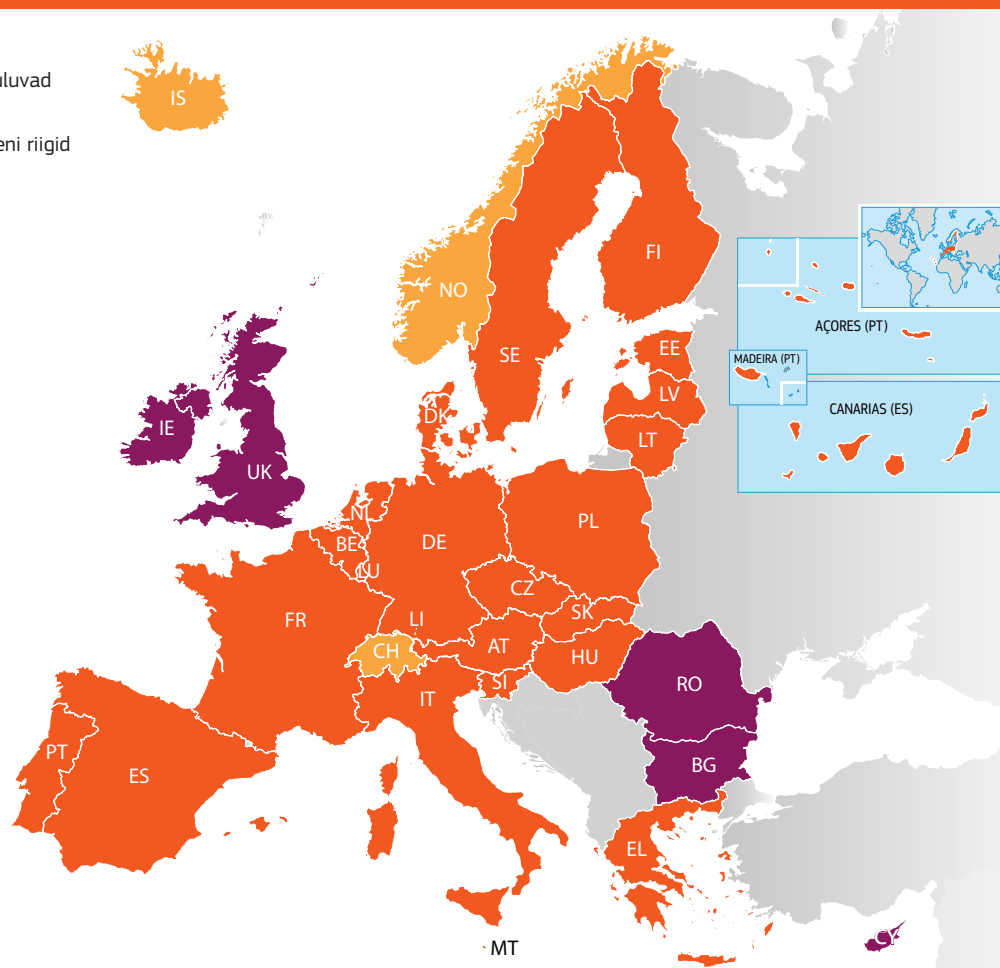 uluvad
eni riigid
IS
FI
NO
AÇORES (PT)
EE
SE
MADEIRA (PT)
LV
CANARIAS (ES)
DK
IE
LT
UK
NL
PL
BE
DE
LU
CZ
SK
FR
LI
AT
CH
HU
SI
RO
IT
PT
BG
ES
EL
CY
MT